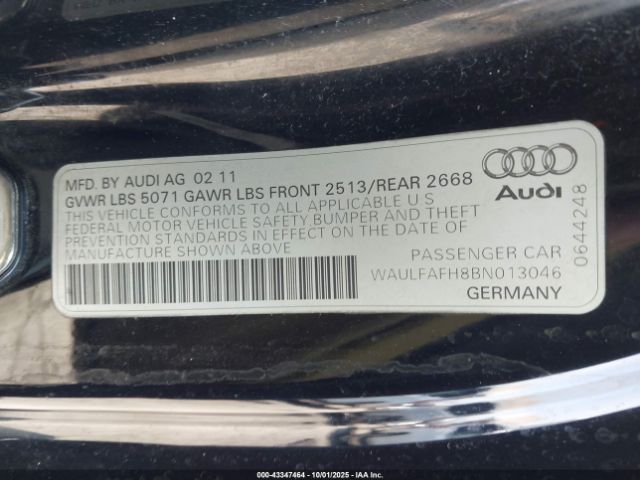 MFD. BY AUDI AG 02 11
GVWR LBS 5071 GAWR LBS FRONT 2513/REAR 2668
THIS VEHICLE CONFORMS TO ALL APPLICABLE U S
FEDERAL MOTOR VEHICLE SAFETY,BUMPER AND THEFT
PREVENTION STANDARDS IN EFFECT ON THE DATE OF
MANUFACTURE SHOWN ABOVE
Audi
PASSENGER CAR
WAULFAFH8BN013046
GERMANY
0644248
000-43347464 - 10/01/2025 - IAA Inc.